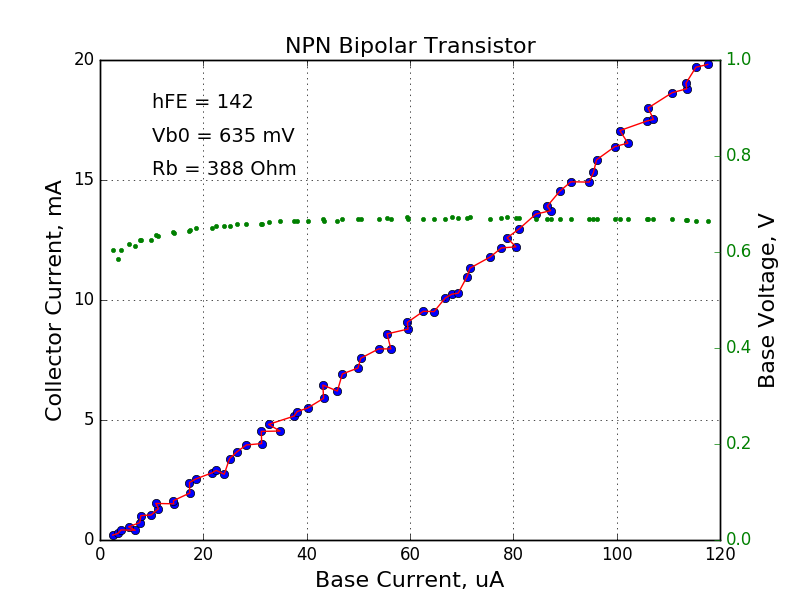 NPN Bipolar Transistor
hFE = 142
Vb0 = 635 mV
Rb = 388 Ohm
Collector Current, mA
20
15
10
5
0
0 20 40 60 80 100 120
Base Current, uA
1.0
0.8
0.6
0.4
0.2
0.0
Base Voltage, V